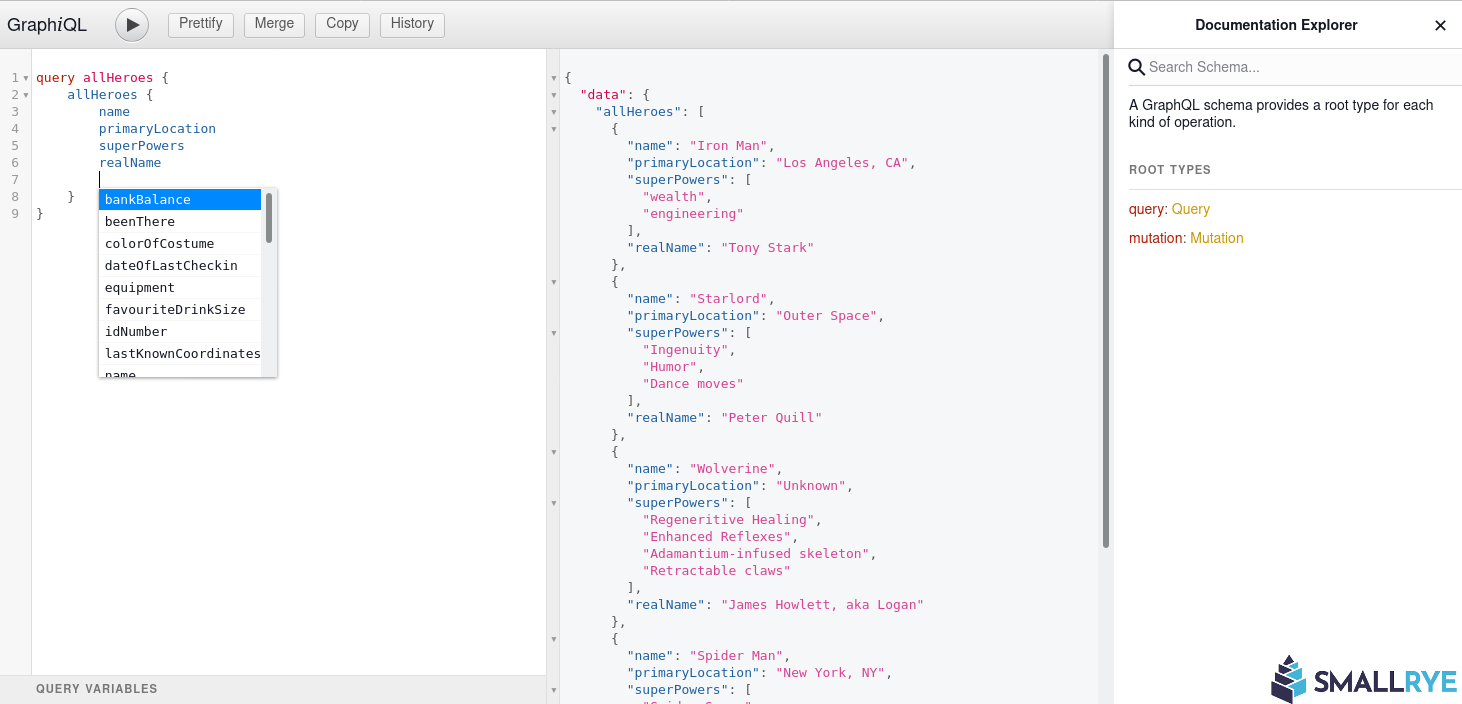 GraphiQL
Prettify
Merge
Copy
History
1 query allHeroes {
2 allHeroes {
3 name
4 primaryLocation
5 superPowers
6 realName
7
8 }
9 }
bankBalance
beenThere
colorOfCostume
dateOfLastCheckin
equipment
favouriteDrinkSize
idNumber
lastKnownCoordinates
name
QUERY VARIABLES
{
"data": {
"allHeroes": [
{
"name": "Iron Man",
"primaryLocation": "Los Angeles, CA",
"superPowers": [
"wealth",
"engineering"
],
"realName": "Tony Stark"
},
{
"name": "Starlord",
"primaryLocation": "Outer Space",
"superPowers": [
"Ingenuity",
"Humor",
"Dance moves"
],
"realName": "Peter Quill"
},
{
"name": "Wolverine",
"primaryLocation": "Unknown",
"superPowers": [
"Regeneritive Healing",
"Enhanced Reflexes",
"Adamantium-infused skeleton",
"Retractable claws"
],
"realName": "James Howlett, aka Logan"
},
{
"name": "Spider Man",
"primaryLocation": "New York, NY",
"superPowers": [
Documentation Explorer
Search Schema...
A GraphQL schema provides a root type for each
kind of operation.
ROOT TYPES
query: Query
mutation: Mutation
SMALLRYE